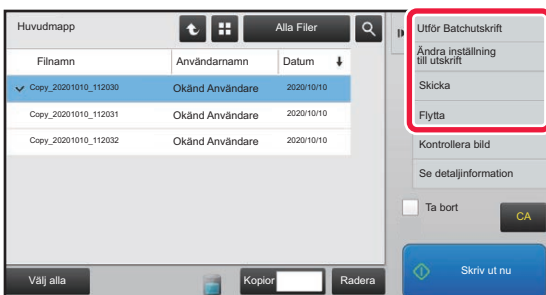 Huvudmapp
Alla Filer
Filnamn
Användarnamn
Datum
Copy_20201010_112030
Okänd Användare
2020/10/10
Copy_20201010_112031
Okänd Användare
2020/10/10
Copy_20201010_112032
Okänd Användare
2020/10/10
Välj alla
Kopior
Radera
Utför Batchutskrift
Ändra inställning
till utskrift
Skicka
Flytta
Kontrollera bild
Se detaljinformation
Ta bort
CA
Skriv ut nu